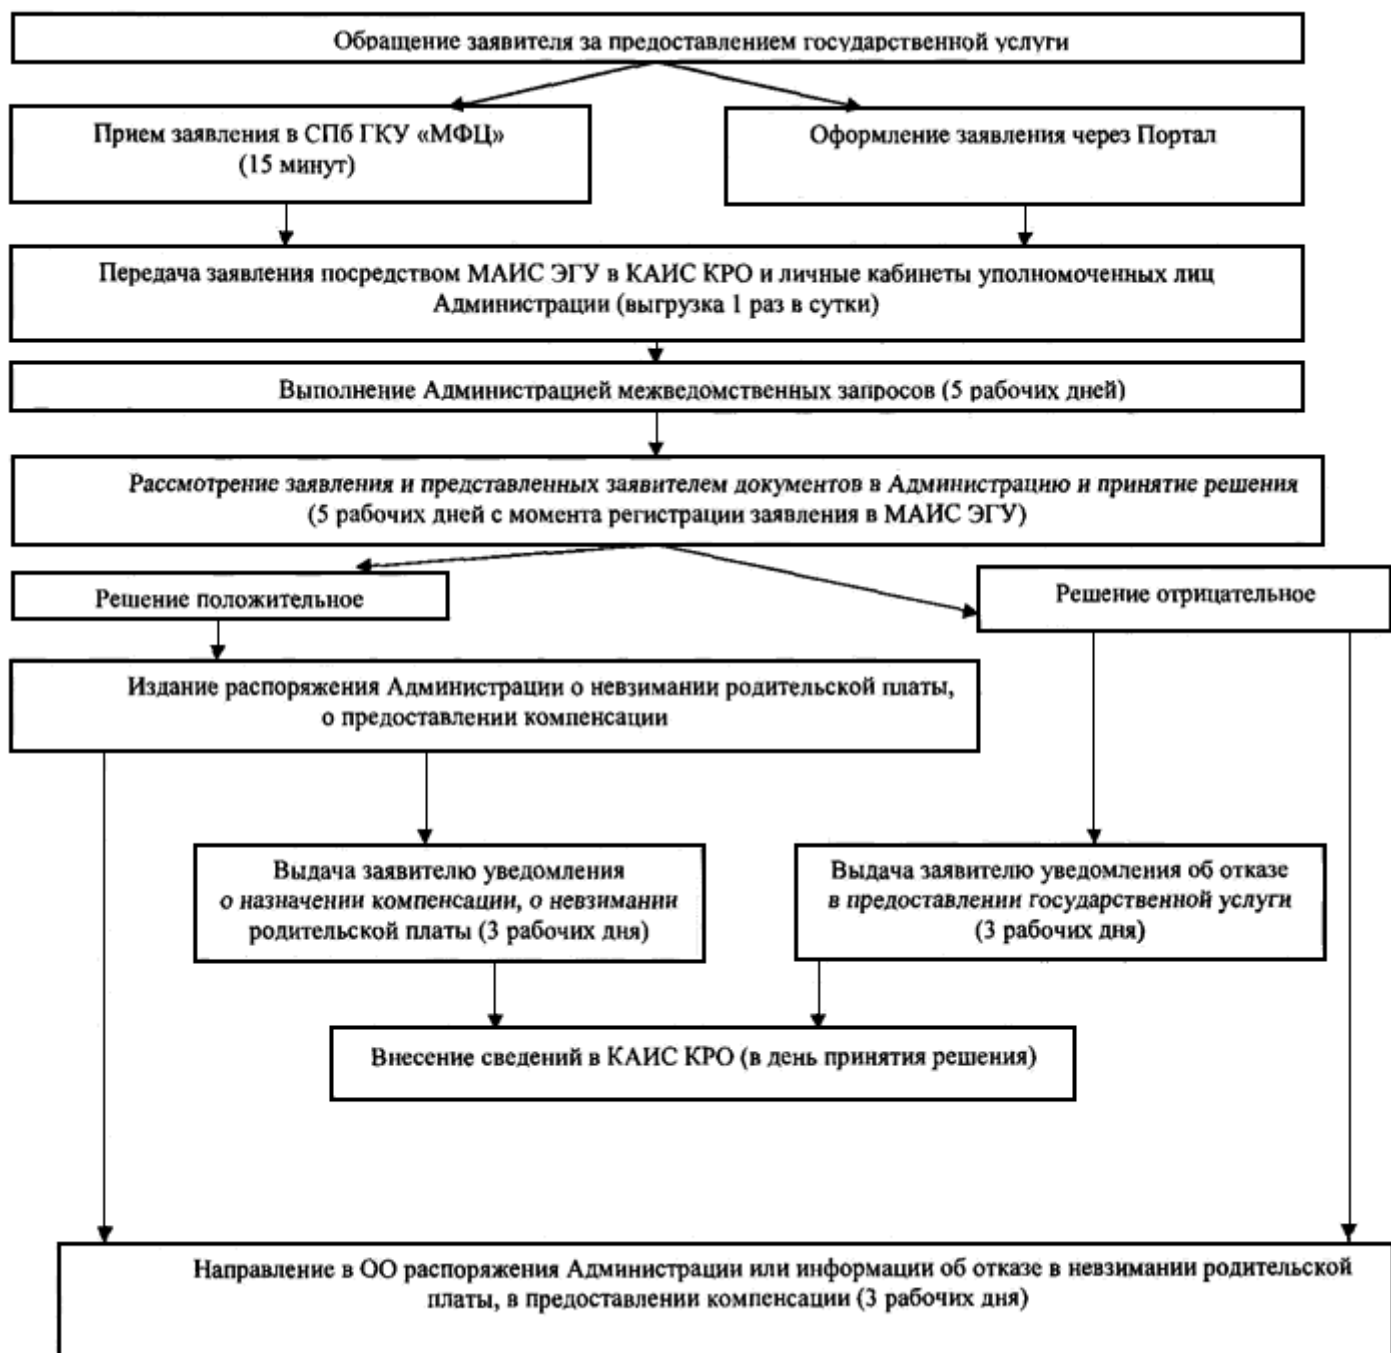 Обращение заявителя за предоставлением государственной услуги
Прием заявления в СПб ГКУ «МФЦ»
(15 минут)
Оформление заявления через Портал
Передача заявления посредством МАИС ЭГУ в КАИС КРО и личные кабинеты уполномоченных лиц
Администрации (выгрузка 1 раз в сутки)
Выполнение Администрацией межведомственных запросов (5 рабочих дней)
Рассмотрение заявления и представленных заявителем документов в Администрацию и принятие решения
(5 рабочих дней с момента регистрации заявления в МАИС ЭГУ)
Решение положительное
Решение отрицательное
Издание распоряжения Администрации о невзимании родительской платы,
о предоставлении компенсации
Выдача заявителю уведомления
о назначении компенсации, о невзимании
родительской платы (3 рабочих дня)
Выдача заявителю уведомления об отказе
в предоставлении государственной услуги
(3 рабочих дня)
Внесение сведений в КАИС КРО (в день принятия решения)
Направление в ОО распоряжения Администрации или информации об отказе в невзимании родительской
платы, в предоставлении компенсации (3 рабочих дня)